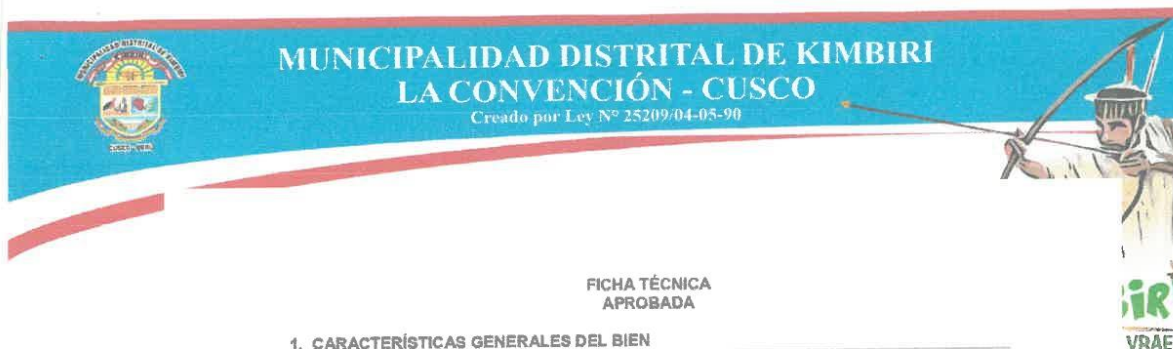 MUNICIPALIDAD DISTRITAL DE KIMBIRI
LA CONVENCIÓN - CUSCO
Creado por Ley Nº 25209/04-05-90
FICHA TÉCNICA
APROBADA
1. CARACTERÍSTICAS GENERALES DEL BIEN